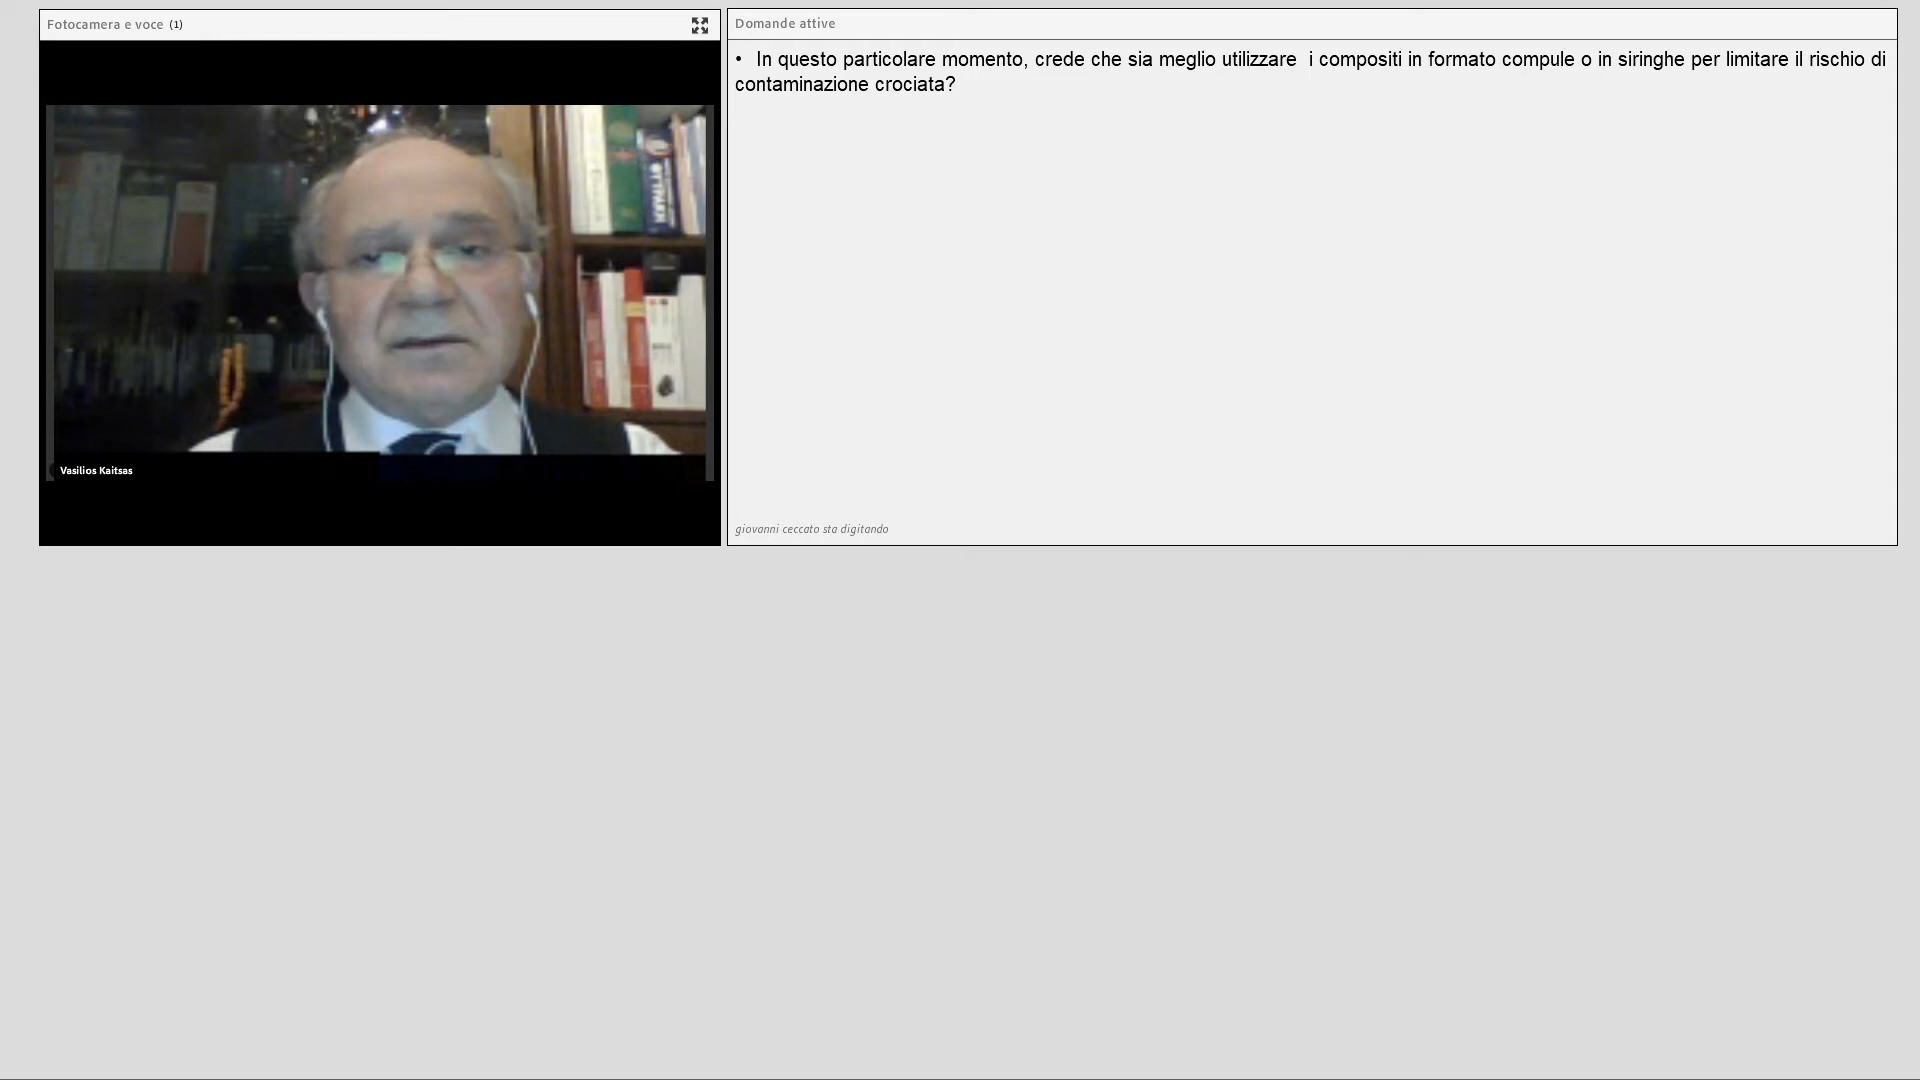 Fotocamera e voce (1)
Domande attive
• In questo particolare momento, crede che sia meglio utilizzare  i compositi in formato compule o in siringhe per limitare il rischio di
contaminazione crociata?
Vasilios Kaitsas
giovanni ceccato sta digitando